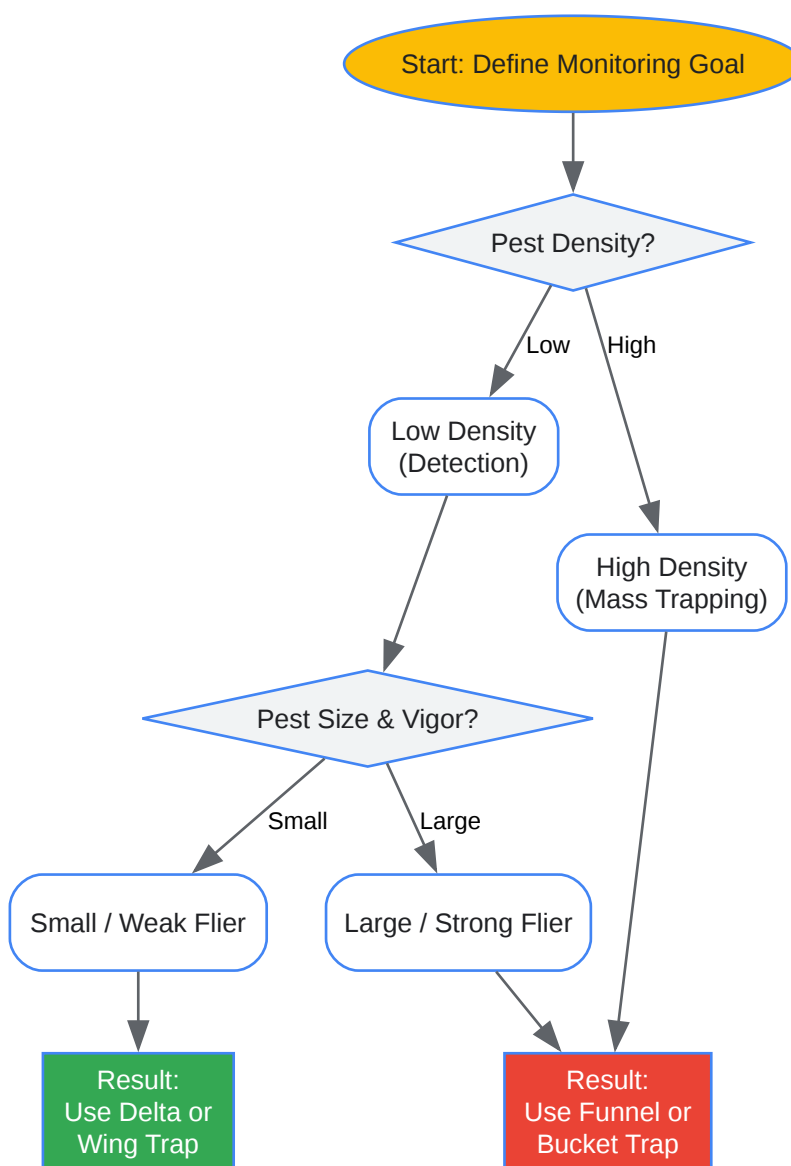 Start: Define Monitoring Goal
Pest Density?
Low
High
Low Density
(Detection)
High Density
(Mass Trapping)
Pest Size & Vigor?
Small
Large
Small / Weak Flier
Large / Strong Flier
Result:
Use Delta or
Wing Trap
Result:
Use Funnel or
Bucket Trap